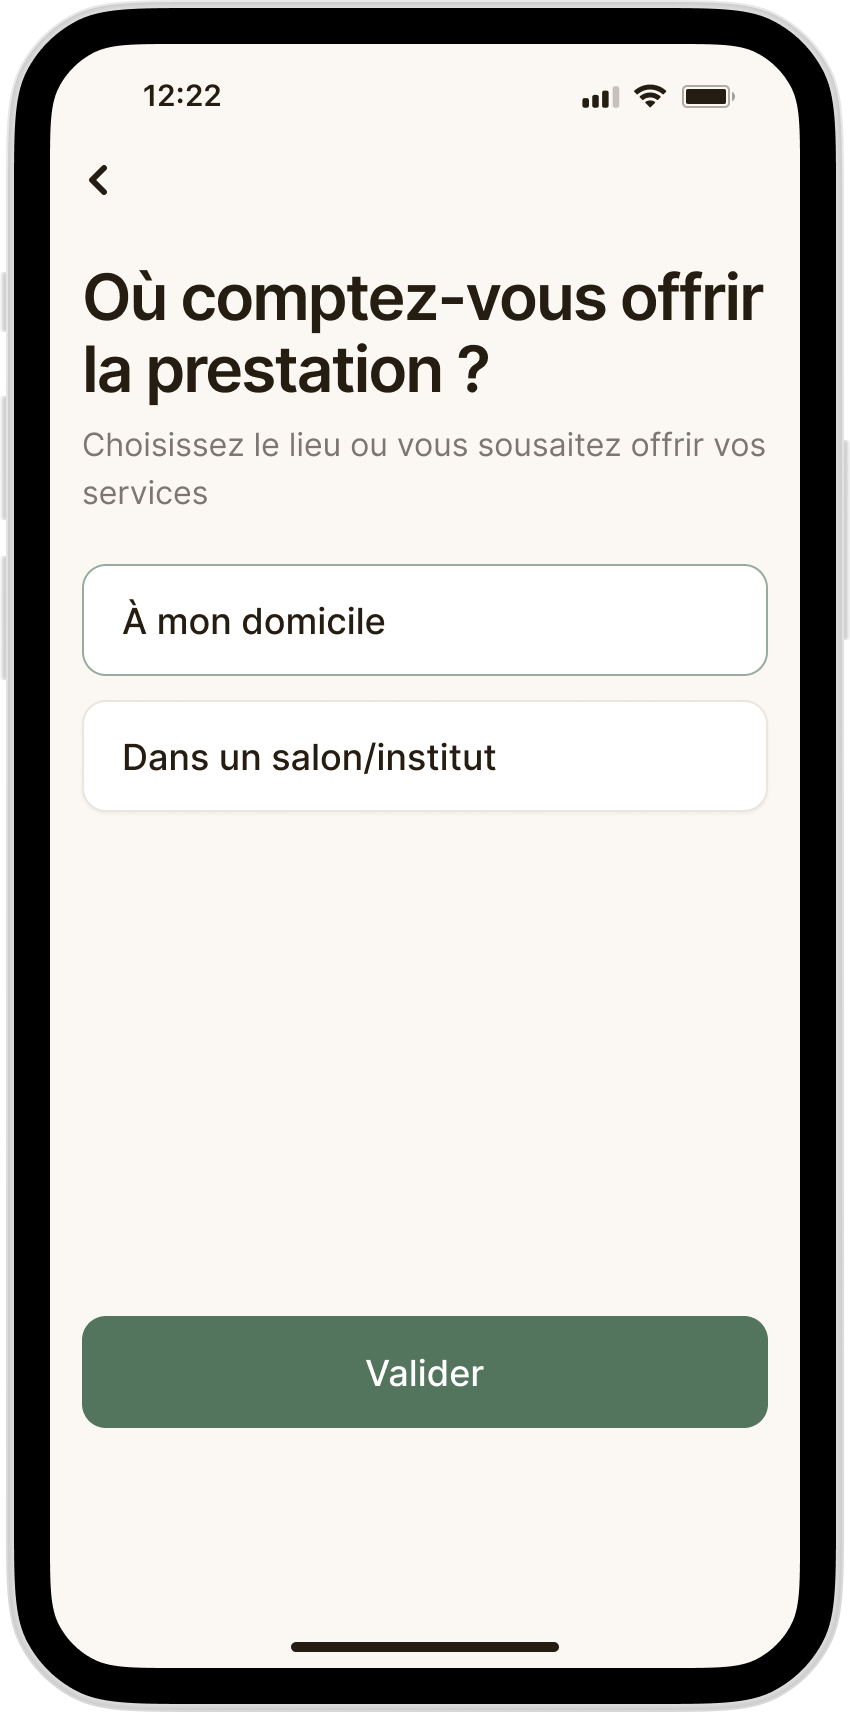 12:22
Où comptez-vous offrir
la prestation ?
Choisissez le lieu ou vous sousaitez offrir vos
services
À mon domicile
Dans un salon/institut
Valider